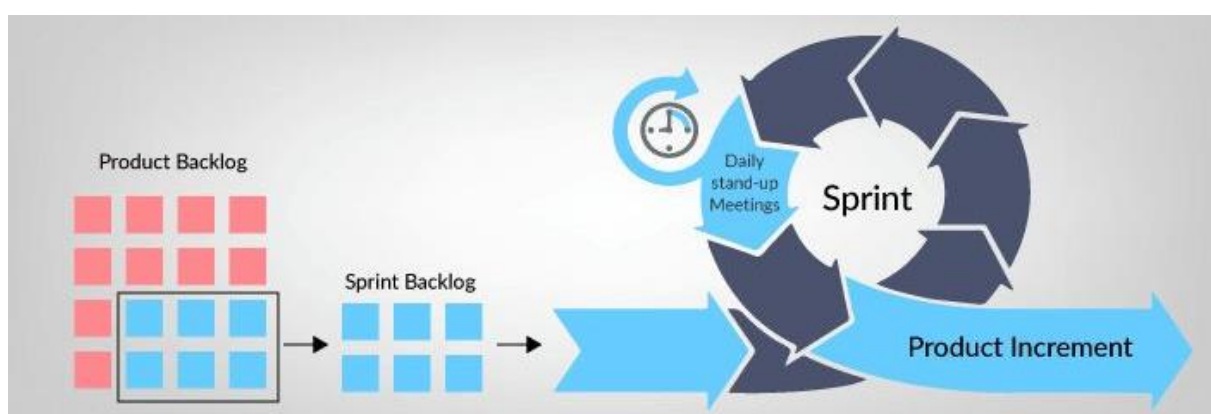 Product Backlog
Sprint Backlog
Daily
stand-up
Meetings
Sprint
Product Increment